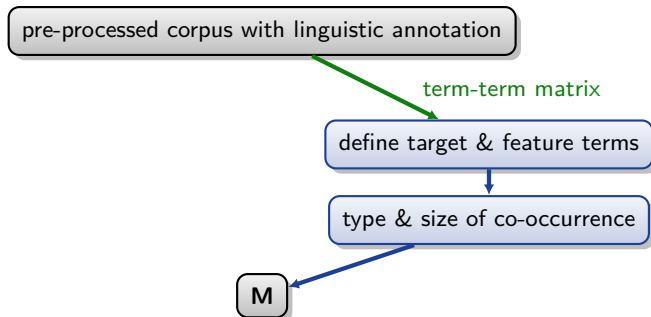 pre-processed corpus with linguistic annotation
term-term matrix
define target & feature terms
type & size of co-occurrence
M